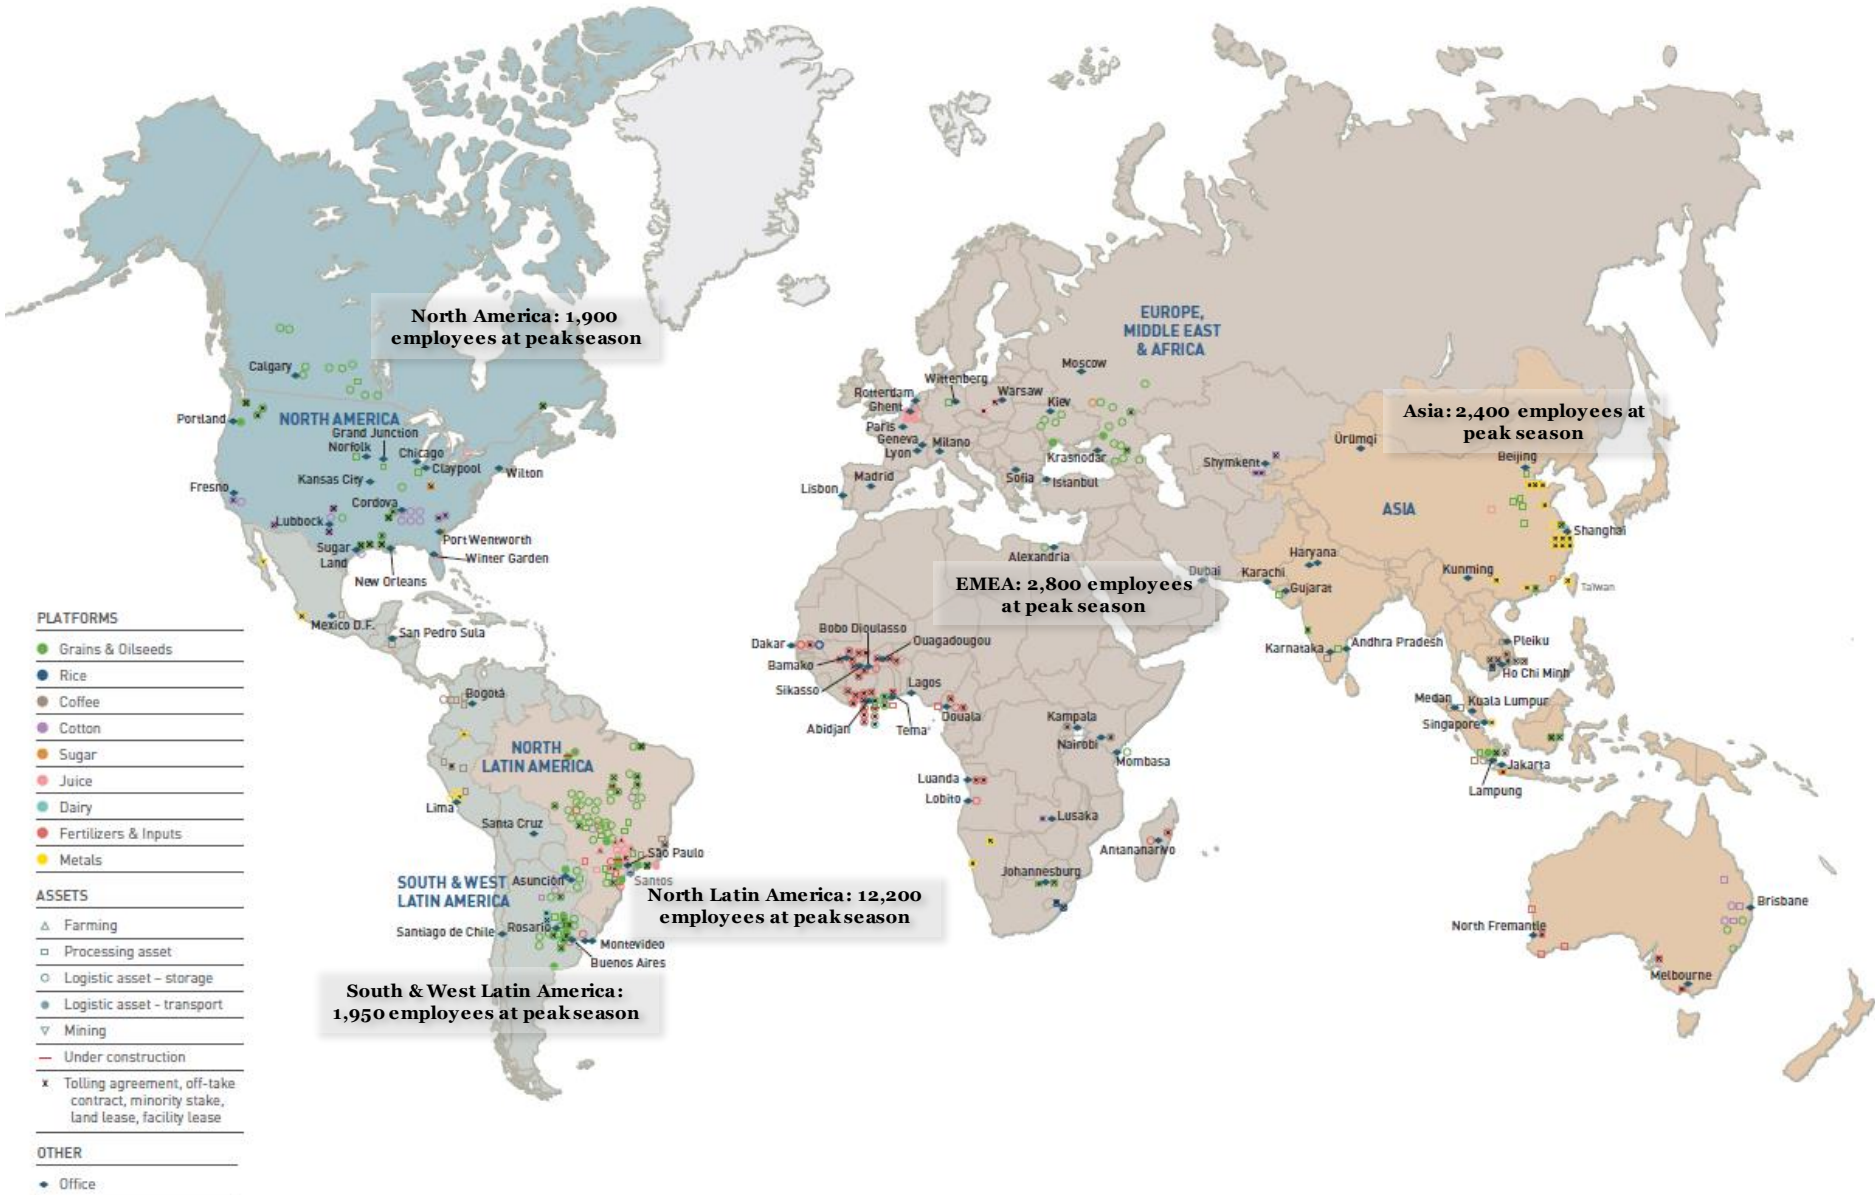 North America: 1,900
employees at peak season
EUROPE,
MIDDLE EAST
& AFRICA
Calgary
Moscow
Wittenberg
Rotterdam
Warsaw
Ghent
Kiev
Asia: 2,400 employees at
peak season
Portland
NORTH AMERICA
Paris
Grand Junction
Geneva
Milano
Norfolk
Chicago
Lyon
Krasnodar
Ürümqi
Beijing
Claypool
Wilton
Shymkent
Kansas City
Madrid
Sofia
Istanbul
Fresno
Lisbon
Cordova
ASIA
Lubbock
Shanghai
Port Wentworth
Sugar
Land
Winter Garden
Alexandria
Haryana
New Orleans
Dubai
Karachi
Kunming
EMEA: 2,800 employees
at peak season
Gujarat
Taiwan
Mexico D.F.
San Pedro Sula
Bobo Dioulasso
Ouagadougou
Dakar
Andhra Pradesh
Pleiku
Karnataka
Bamako
Ho Chi Minh
Sikasso
Lagos
Bogotá
Medan
Kuala Lumpur
Singapore
Abidjan
Tema
Douala
Kampala
Nairobi
NORTH
LATIN AMERICA
Mombasa
Jakarta
Luanda
Lampung
Lima
Lobito
Santa Cruz
Lusaka
Antananarivo
São Paulo
Johannesburg
SOUTH & WEST
LATIN AMERICA
Asunción
Santos
North Latin America: 12,200
employees at peak season
Brisbane
Santiago de Chile
Rosario
North Fremantle
Montevideo
Buenos Aires
Melbourne
South & West Latin America:
1,950 employees at peak season
PLATFORMS
Grains & Oilseeds
Rice
Coffee
Cotton
Sugar
Juice
Dairy
Fertilizers & Inputs
Metals
ASSETS
Farming
Processing asset
Logistic asset – storage
Logistic asset - transport
Mining
Under construction
Tolling agreement, off-take
contract, minority stake,
land lease, facility lease
OTHER
Office